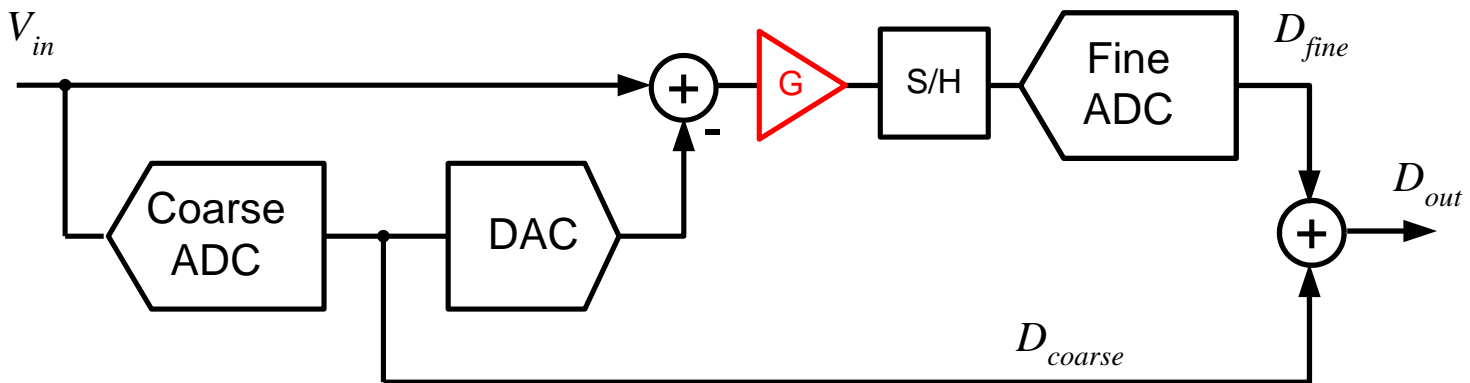 V_in
G
S/H
Fine
ADC
D_fine
Coarse
ADC
DAC
+
-
+
D_out
D_coarse